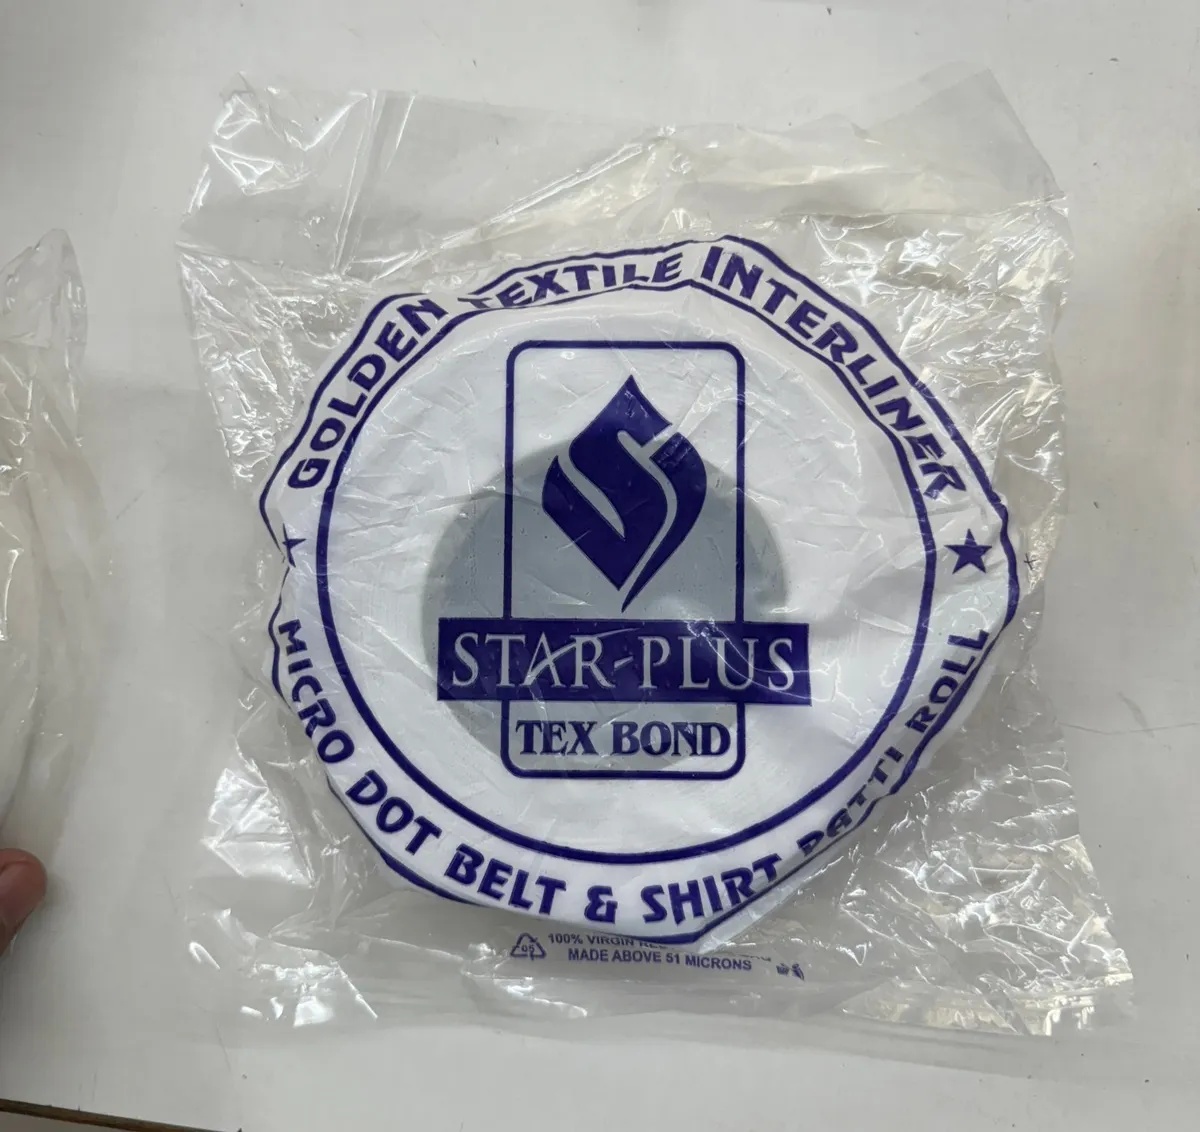 GOLDEN TEXTILE INTERLINER
STAR-PLUS
TEX BOND
MICRO DOT BELT & SHIRT PATTI ROLL
05
100% VIRGIN
MADE ABOVE 51 MICRONS